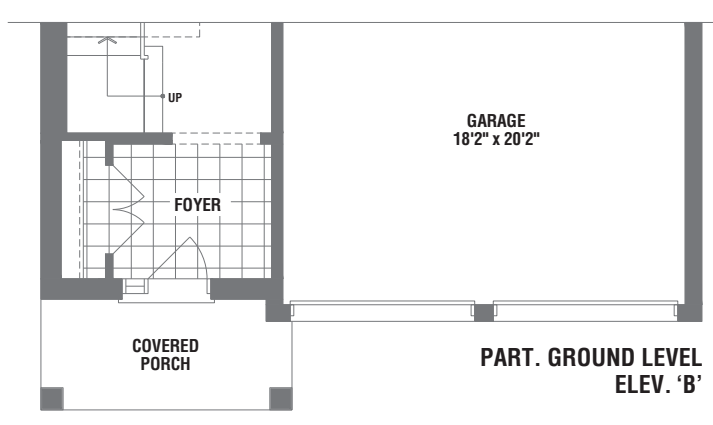 UP
GARAGE
18'2" x 20'2"
FOYER
COVERED
PORCH
PART. GROUND LEVEL
ELEV. ‘B’